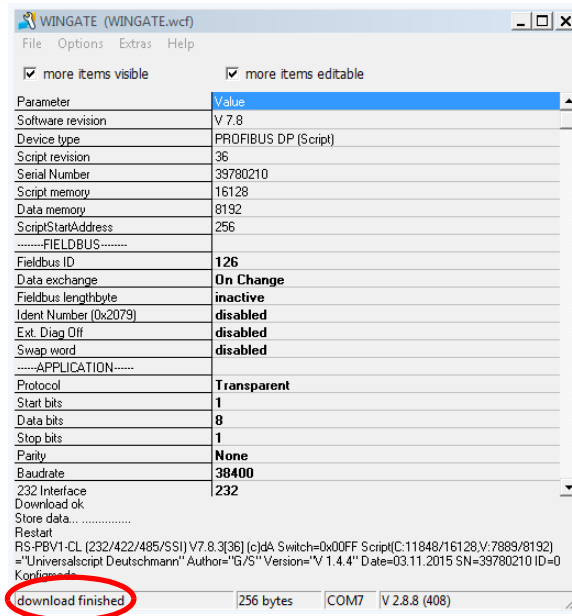 WINGATE (WINGATE.wcf)
File Options Extras Help
more items visible more items editable
Parameter Value
Software revision V 7.8
Device type PROFIBUS DP (Script)
Script revision 36
Serial Number 39780210
Script memory 16128
Data memory 8192
ScriptStartAddress 256
--------FIELDBUS--------
Fieldbus ID 126
Data exchange On Change
Fieldbus lengthbyte inactive
Ident Number (0x2079) disabled
Ext. Diag Off disabled
Swap word disabled
------APPLICATION------
Protocol Transparent
Start bits 1
Data bits 8
Stop bits 1
Parity None
Baudrate 38400
232 Interface 232
Download ok
Store data... ...............
Restart
RS-PBV1-CL (232/422/485/SSI) V7.8.3[36] (c)dA Switch=0x00FF Script(C:11848/16128,V:7889/8192)
="Universalscript Deutschmann" Author="G/S" Version="V 1.4.4" Date=03.11.2015 SN=39780210 ID=0
Konfigmode...
download finished 256 bytes COM7 V 2.8.8 (408)